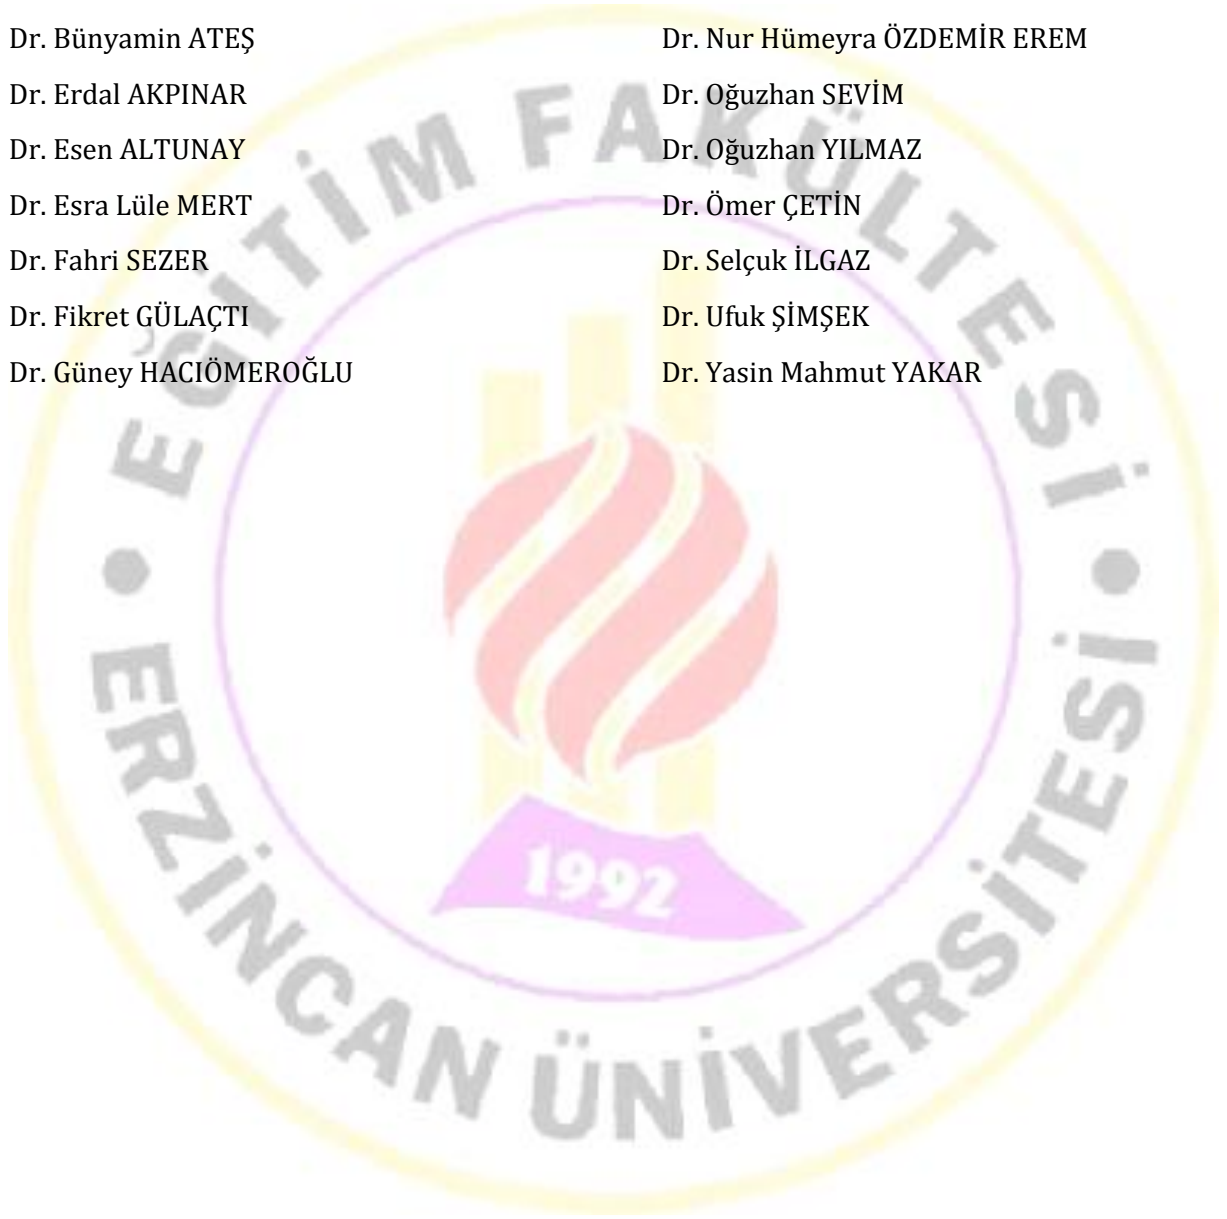 Dr. Bünyamin ATEŞ
Dr. Erdal AKPINAR
Dr. Esen ALTUNAY
Dr. Esra Lüle MERT
Dr. Fahri SEZER
Dr. Fikret GÜLAÇTI
Dr. Güney HACIÖMEROĞLU
Dr. Nur Hümeyra ÖZDEMİR EREM
Dr. Oğuzhan SEVİM
Dr. Oğuzhan YILMAZ
Dr. Ömer ÇETİN
Dr. Selçuk İLGAZ
Dr. Ufuk ŞİMŞEK
Dr. Yasin Mahmut YAKAR
EĞİTİM FAKÜLTESİ
1992
ERZİNCAN ÜNİVERSİTESİ